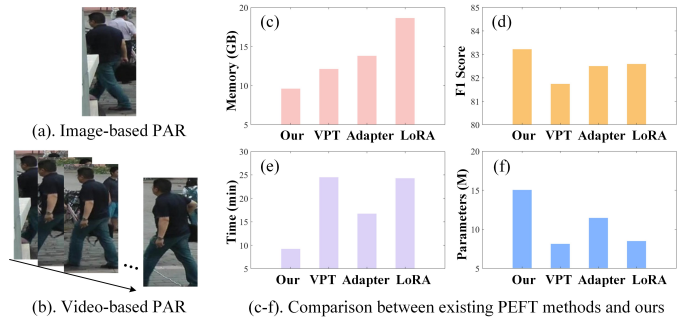 (a). Image-based PAR
(b). Video-based PAR
(c)
Memory (GB)
20
15
10
5
Our VPT Adapter LoRA
(d)
F1 Score
85
84
83
82
81
80
Our VPT Adapter LoRA
(e)
Time (min)
30
25
20
15
10
5
Our VPT Adapter LoRA
(f)
Parameters (M)
20
15
10
5
Our VPT Adapter LoRA
(c-f). Comparison between existing PEFT methods and ours